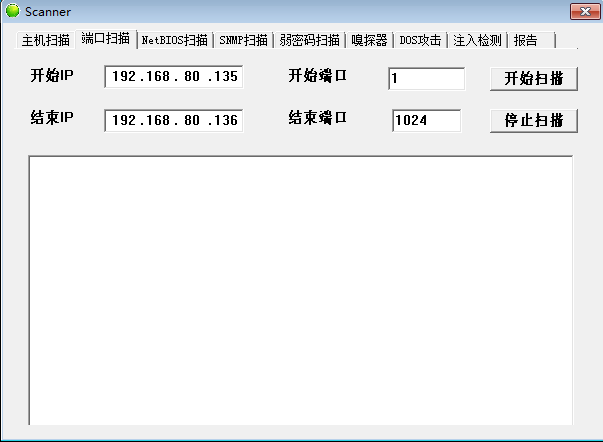 Scanner
主机扫描 端口扫描 NetBIOS扫描 SNMP扫描 弱密码扫描 嗅探器 DOS攻击 注入检测 报告
开始IP 192.168.80.135 开始端口 1 开始扫描
结束IP 192.168.80.136 结束端口 1024 停止扫描